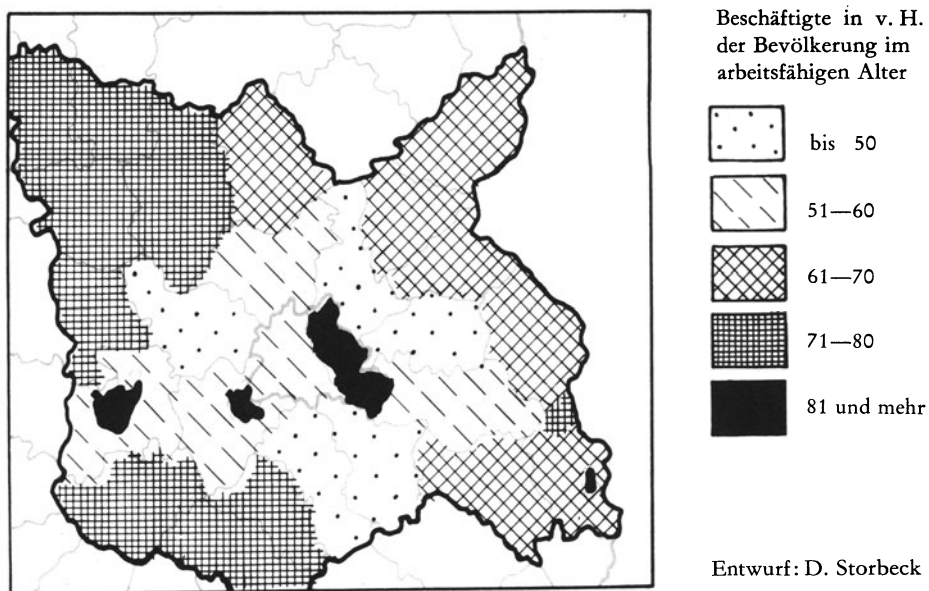 Beschäftigte in v. H.
der Bevölkerung im
arbeitsfähigen Alter
bis 50
51—60
61—70
71—80
81 und mehr
Entwurf: D. Storbeck